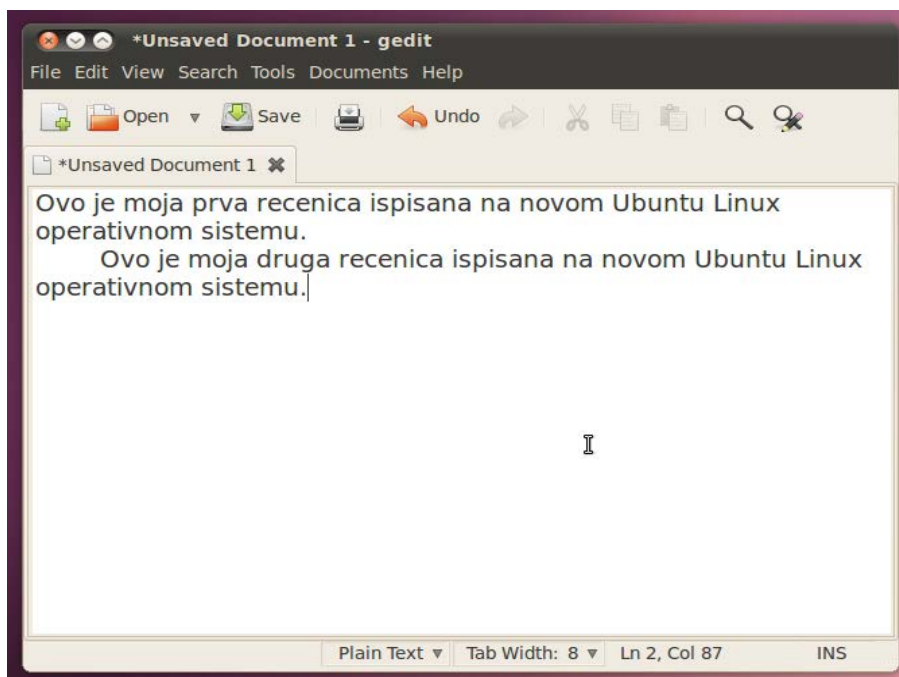 *Unsaved Document 1 - gedit
File Edit View Search Tools Documents Help
Open Save Undo
*Unsaved Document 1
Ovo je moja prva recenica ispisana na novom Ubuntu Linux
operativnom sistemu.
Ovo je moja druga recenica ispisana na novom Ubuntu Linux
operativnom sistemu.
Plain Text Tab Width: 8 Ln 2, Col 87 INS